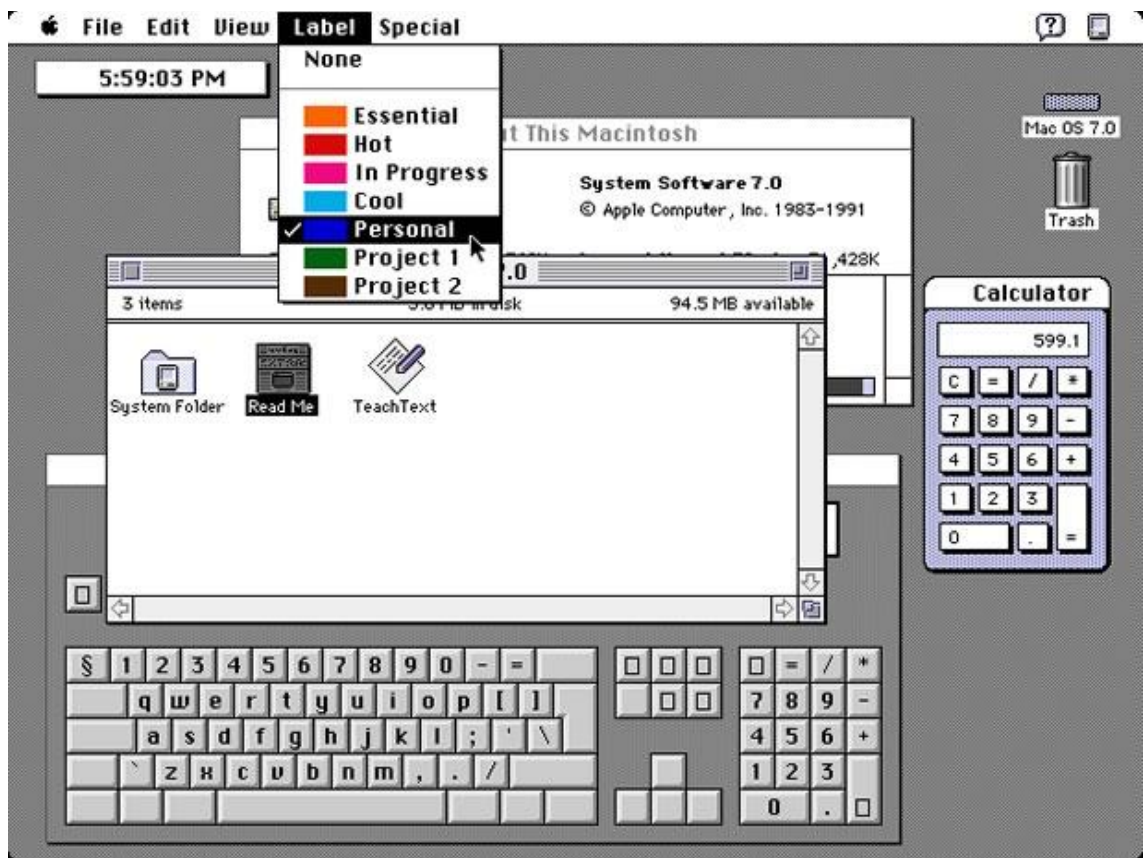 File Edit View Label Special
5:59:03 PM
None
Essential
Hot
In Progress
Cool
Personal
Project 1
Project 2
t This Macintosh
System Software 7.0
© Apple Computer, Inc. 1983-1991
,428K
Mac OS 7.0
Trash
.0
3 items
in disk
94.5 MB available
System Folder
Read Me
TeachText
Calculator
599.1
C = / *
7 8 9 -
4 5 6 +
1 2 3
0 . =
§ 1 2 3 4 5 6 7 8 9 0 - =
q w e r t y u i o p [ ]
a s d f g h j k l ; ' \
` z x c v b n m , . /
= / *
7 8 9 -
4 5 6 +
1 2 3
0 .